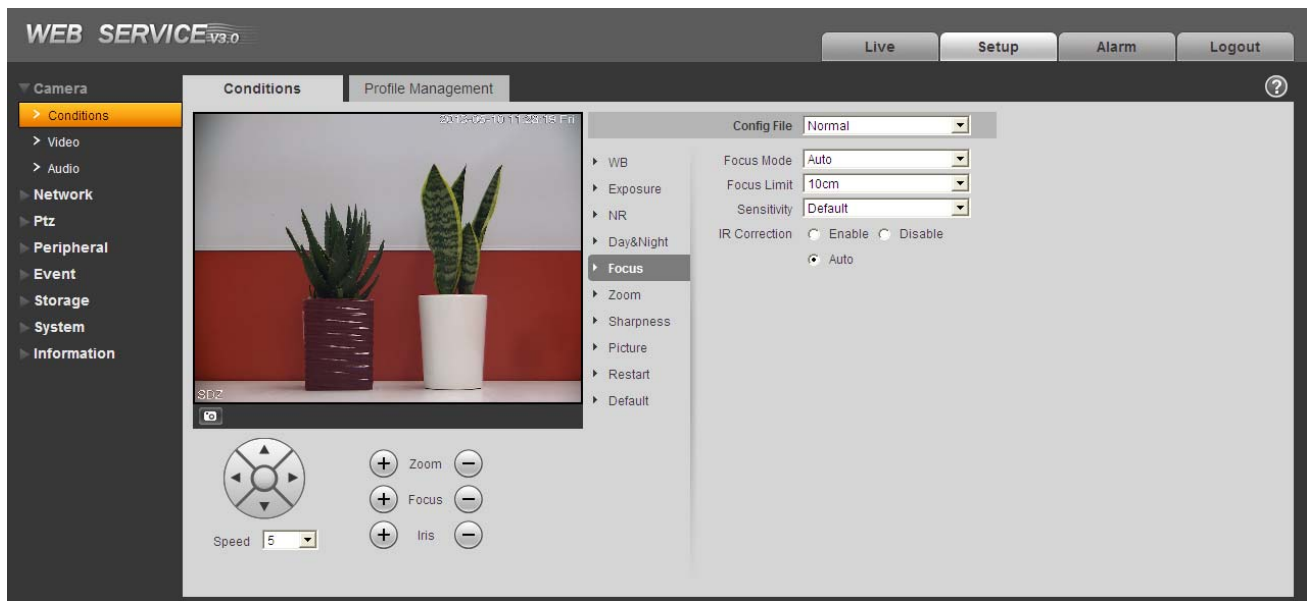 WEB SERVICE V3.0
Live Setup Alarm Logout
Camera
Conditions
Video
Audio
Network
Ptz
Peripheral
Event
Storage
System
Information
Conditions Profile Management
SDZ
Speed 5
Zoom
Focus
Iris
WB
Exposure
NR
Day&Night
Focus
Zoom
Sharpness
Picture
Restart
Default
Config File Normal
Focus Mode Auto
Focus Limit 10cm
Sensitivity Default
IR Correction Enable Disable
Auto